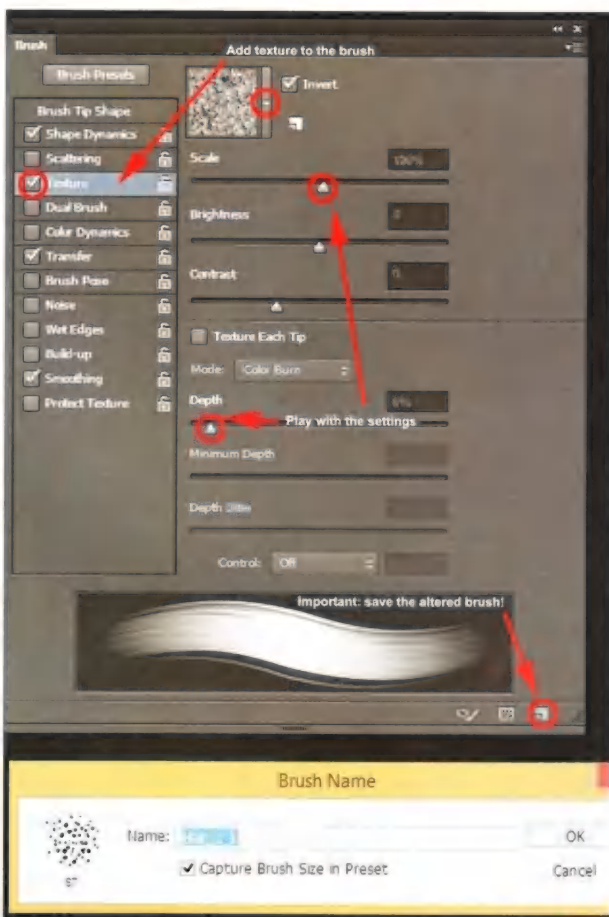 Brush
Add texture to the brush
Brush Presets
Invert
Brush Tip Shape
Shape Dynamics
Scattering
Scale
100%
Texture
Dual Brush
Brightness
Color Dynamics
Transfer
Contrast
0
Brush Pose
Noise
Wet Edges
Texture Each Tip
Build-up
Mode: Color Burn
Smoothing
Protect Texture
Depth
Play with the settings
Minimum Depth
Depth Jitter
Control: Off
Important: save the altered brush!
Brush Name
Name:
OK
Capture Brush Size in Preset
Cancel
57